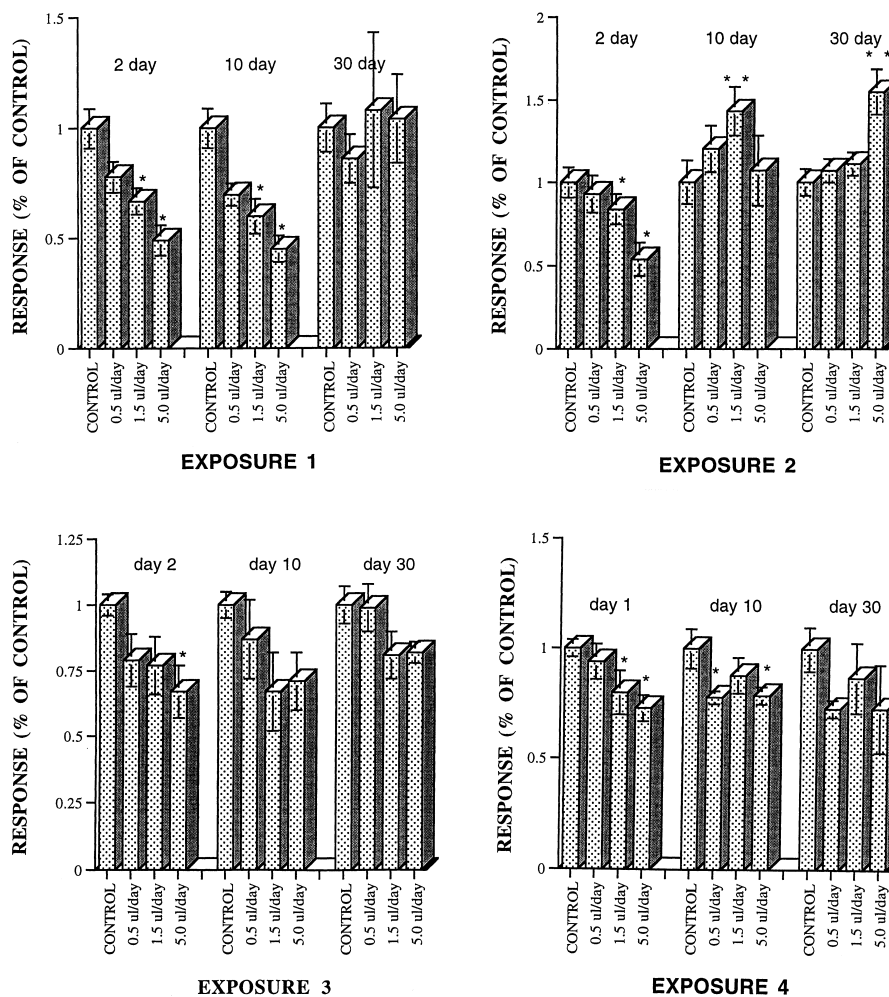 RESPONSE (% OF CONTROL)
1.5
1
0.5
0
2 day
10 day
30 day
*
*
*
*
CONTROL
0.5 ul/day
1.5 ul/day
5.0 ul/day
CONTROL
0.5 ul/day
1.5 ul/day
5.0 ul/day
CONTROL
0.5 ul/day
1.5 ul/day
5.0 ul/day
EXPOSURE 1
RESPONSE (% OF CONTROL)
2
1.5
1
0.5
0
2 day
10 day
30 day
*
*
* *
* *
CONTROL
0.5 ul/day
1.5 ul/day
5.0 ul/day
CONTROL
0.5 ul/day
1.5 ul/day
5.0 ul/day
CONTROL
0.5 ul/day
1.5 ul/day
5.0 ul/day
EXPOSURE 2
RESPONSE (% OF CONTROL)
1.25
1
0.75
0.5
0.25
0
day 2
day 10
day 30
*
CONTROL
0.5 ul/day
1.5 ul/day
5.0 ul/day
CONTROL
0.5 ul/day
1.5 ul/day
5.0 ul/day
CONTROL
0.5 ul/day
1.5 ul/day
5.0 ul/day
EXPOSURE 3
RESPONSE (% OF CONTROL)
1.5
1
0.5
0
day 1
day 10
day 30
*
*
*
*
CONTROL
0.5 ul/day
1.5 ul/day
5.0 ul/day
CONTROL
0.5 ul/day
1.5 ul/day
5.0 ul/day
CONTROL
0.5 ul/day
1.5 ul/day
5.0 ul/day
EXPOSURE 4